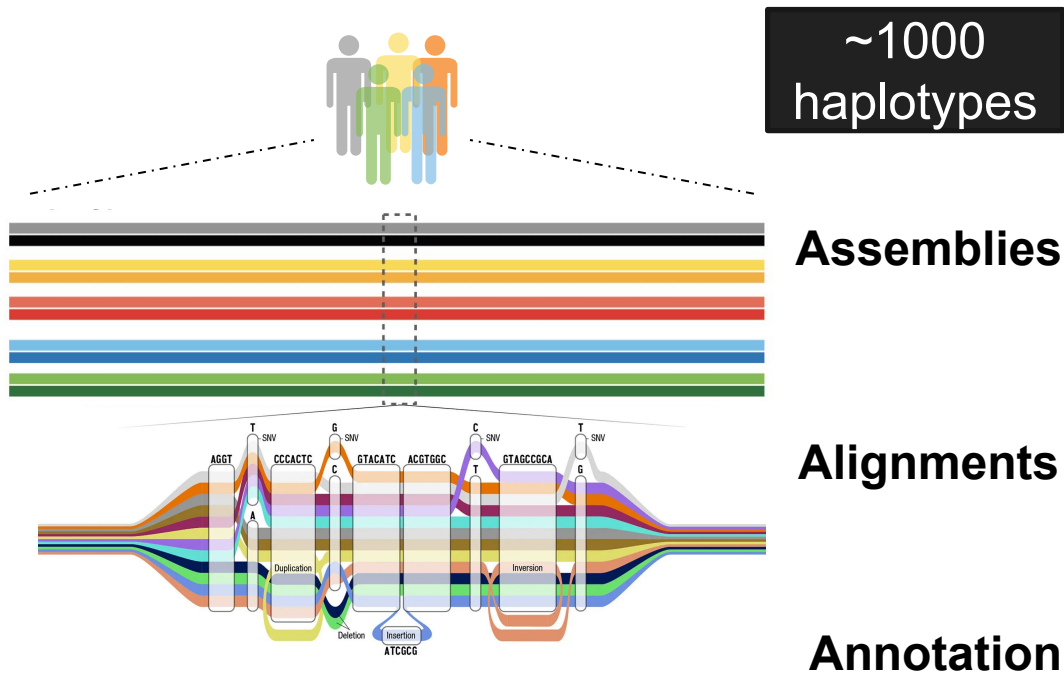 ~1000
haplotypes
Assemblies
Alignments
T
SNV
G
SNV
C
SNV
T
SNV
AGGT
CCCACTC
GTACATC
ACGTGGC
GTAGCCGCA
C
T
G
A
Duplication
Inversion
Deletion
Insertion
ATCGCG
Annotation